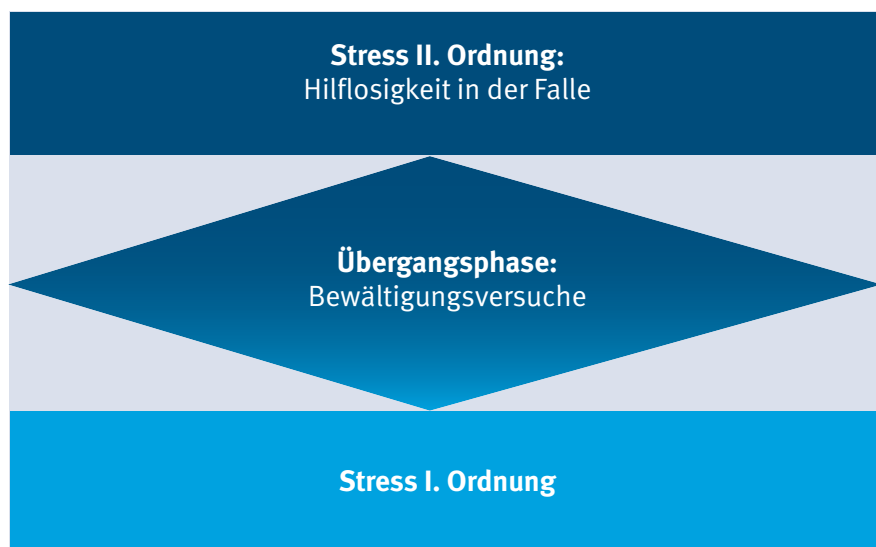 Stress II. Ordnung:
Hilflosigkeit in der Falle
Übergangsphase:
Bewältigungsversuche
Stress I. Ordnung